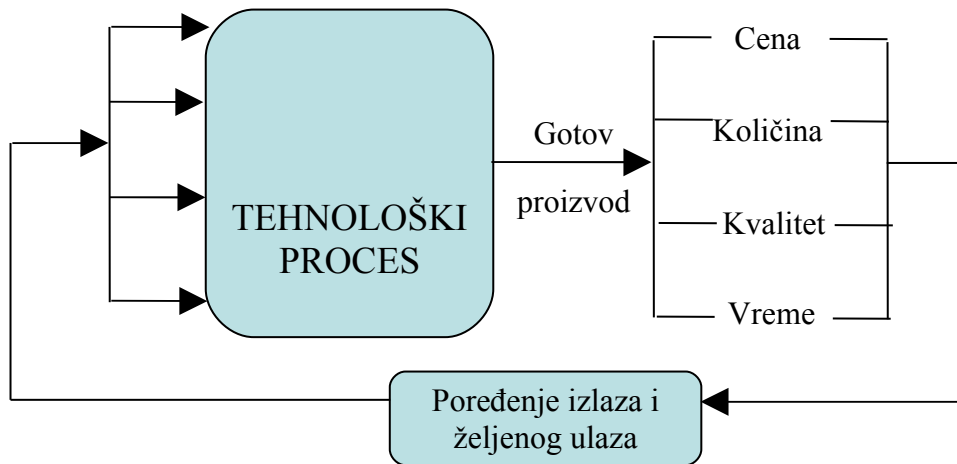 TEHNOLOŠKI
PROCES
Gotov
proizvod
Cena
Količina
Kvalitet
Vreme
Poređenje izlaza i
željenog ulaza